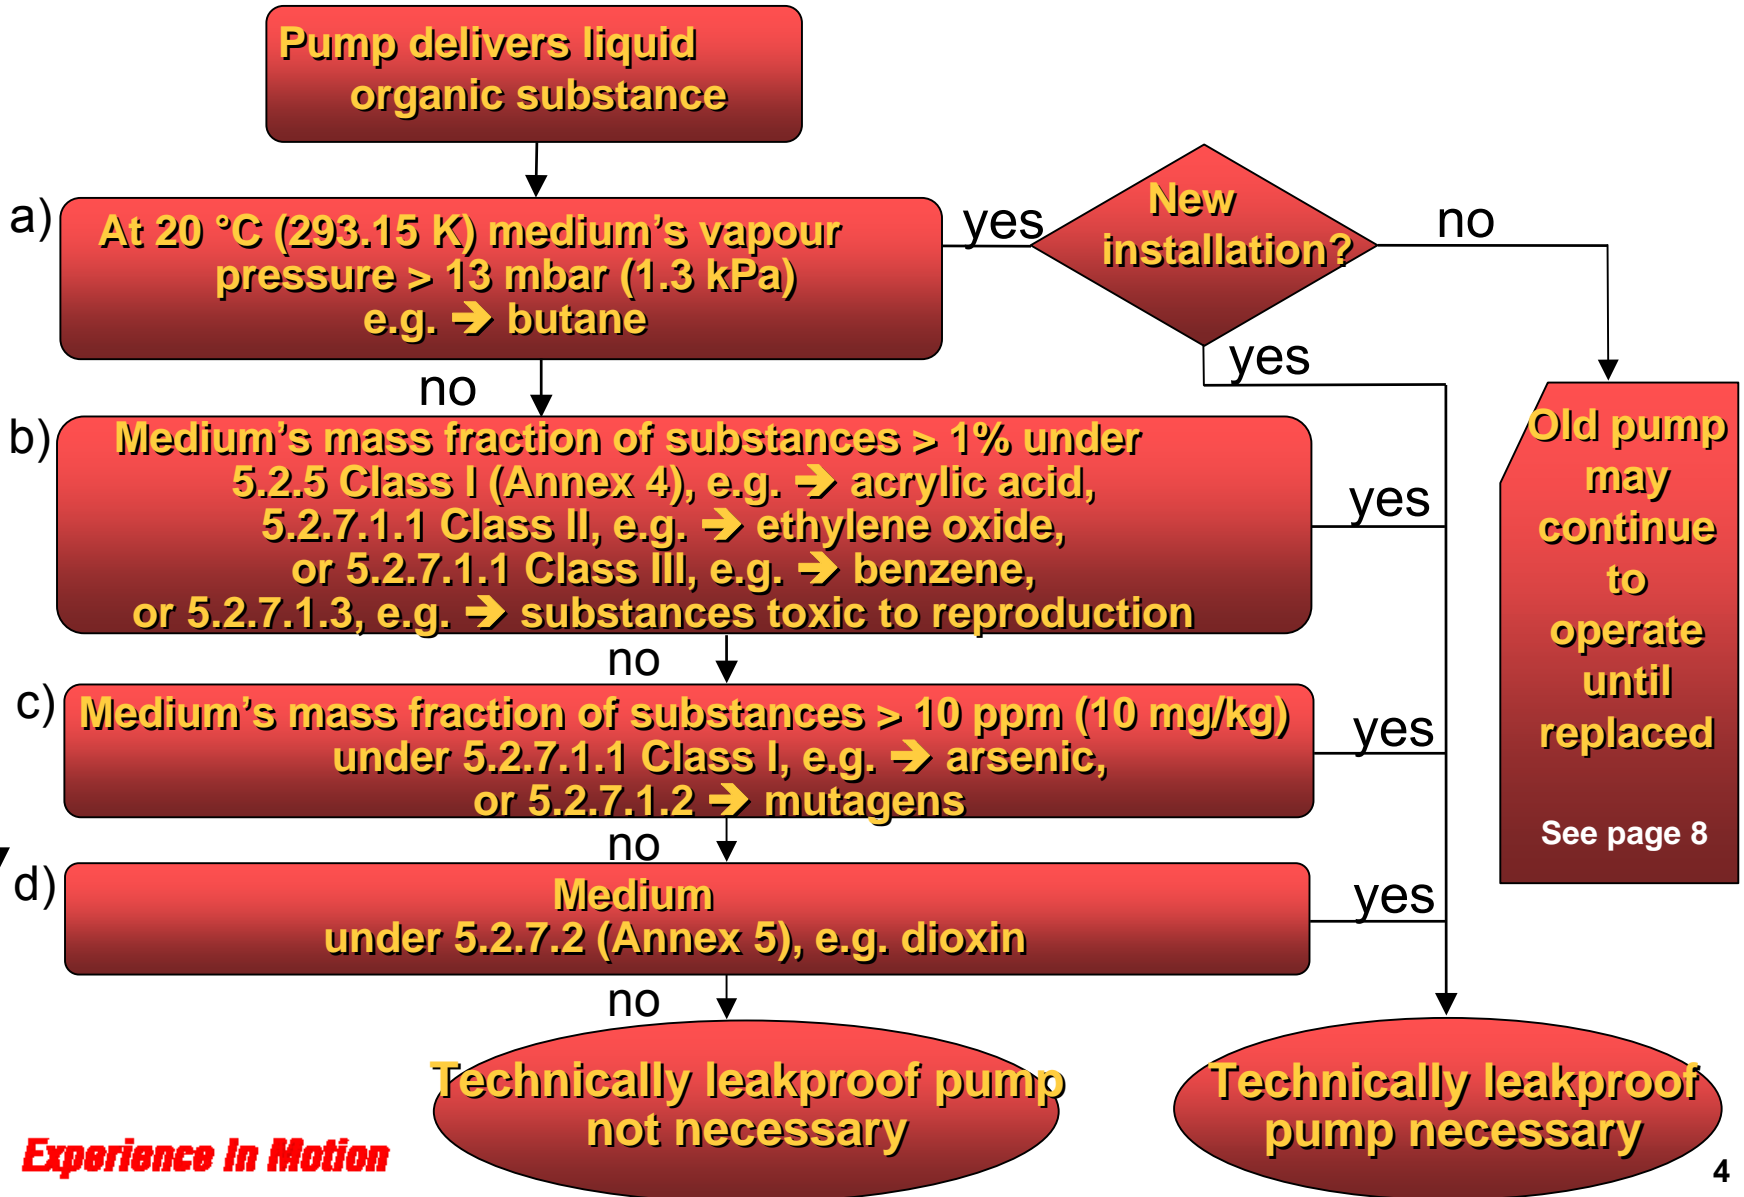 Pump delivers liquid
organic substance
a)
At 20 °C (293.15 K) medium's vapour
pressure > 13 mbar (1.3 kPa)
e.g. ➔ butane
yes
New
installation?
no
yes
no
b)
Medium's mass fraction of substances > 1% under
5.2.5 Class I (Annex 4), e.g. ➔ acrylic acid,
5.2.7.1.1 Class II, e.g. ➔ ethylene oxide,
or 5.2.7.1.1 Class III, e.g. ➔ benzene,
or 5.2.7.1.3, e.g. ➔ substances toxic to reproduction
yes
Old pump
may
continue
to
operate
until
replaced
See page 8
no
c)
Medium's mass fraction of substances > 10 ppm (10 mg/kg)
under 5.2.7.1.1 Class I, e.g. ➔ arsenic,
or 5.2.7.1.2 ➔ mutagens
yes
no
d)
Medium
under 5.2.7.2 (Annex 5), e.g. dioxin
yes
no
Technically leakproof pump
not necessary
Technically leakproof
pump necessary
Experience In Motion
4